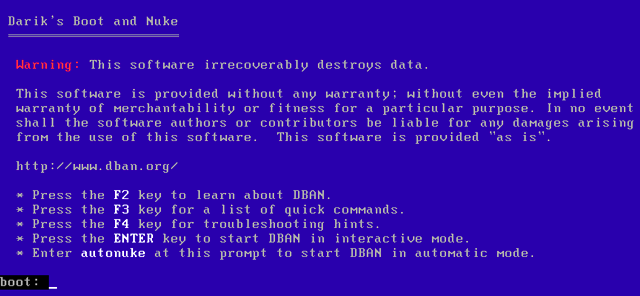 Darik's Boot and Nuke
Warning: This software irrecoverably destroys data.
This software is provided without any warranty; without even the implied
warranty of merchantability or fitness for a particular purpose. In no event
shall the software authors or contributors be liable for any damages arising
from the use of this software.  This software is provided "as is".
http://www.dban.org/
* Press the F2 key to learn about DBAN.
* Press the F3 key for a list of quick commands.
* Press the F4 key for troubleshooting hints.
* Press the ENTER key to start DBAN in interactive mode.
* Enter autonuke at this prompt to start DBAN in automatic mode.
boot: _